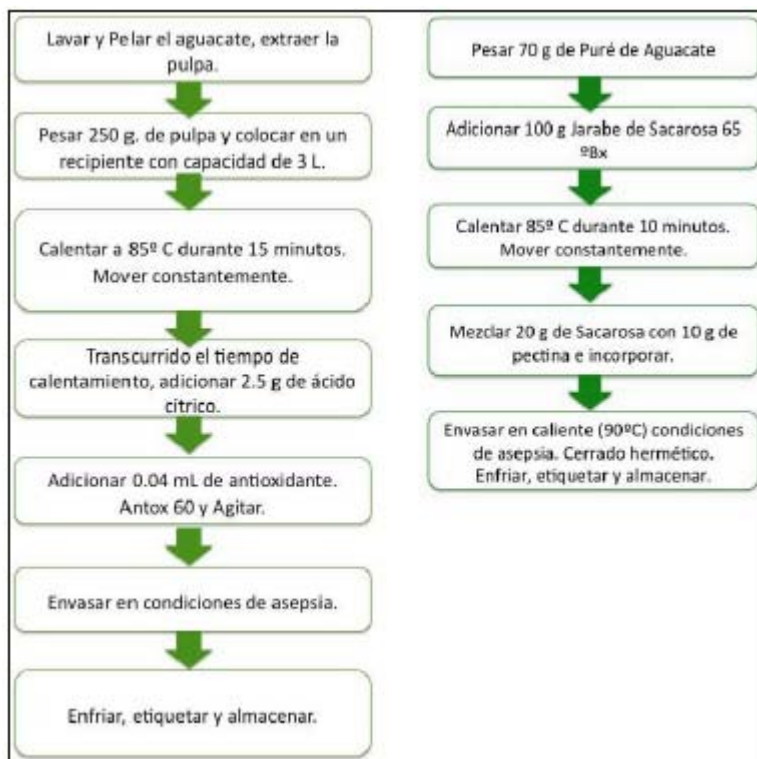 Lavar y Pelar el aguacate, extraer la
pulpa.
Pesar 250 g. de pulpa y colocar en un
recipiente con capacidad de 3 L.
Calentar a 85º C durante 15 minutos.
Mover constantemente.
Transcurrido el tiempo de
calentamiento, adicionar 2.5 g de ácido
cítrico.
Adicionar 0.04 mL de antioxidante.
Antox 60 y Agitar.
Envasar en condiciones de asepsia.
Enfriar, etiquetar y almacenar.
Pesar 70 g de Puré de Aguacate
Adicionar 100 g Jarabe de Sacarosa 65
ºBx
Calentar 85º C durante 10 minutos.
Mover constantemente.
Mezclar 20 g de Sacarosa con 10 g de
pectina e incorporar.
Envasar en caliente (90ºC) condiciones
de asepsia. Cerrado hermético.
Enfriar, etiquetar y almacenar.